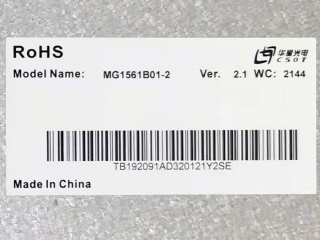 RoHS
华星光电
CSOT
Model Name: MG1561B01-2 Ver. 2.1 WC: 2144
TB192091AD320121Y2SE
Made In China